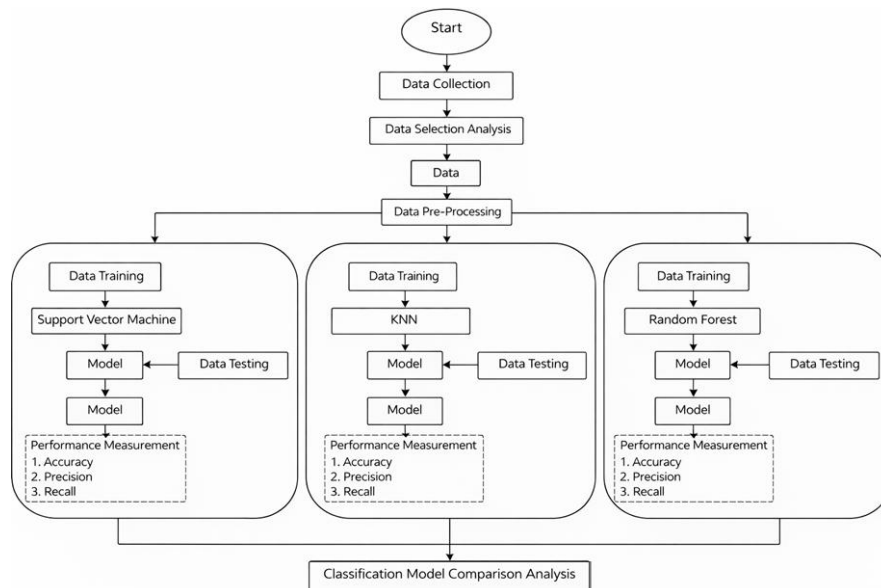 Start
Data Collection
Data Selection Analysis
Data
Data Pre-Processing
Data Training
Support Vector Machine
Model
Data Testing
Model
Performance Measurement
1. Accuracy
2. Precision
3. Recall
Data Training
KNN
Model
Data Testing
Model
Performance Measurement
1. Accuracy
2. Precision
3. Recall
Data Training
Random Forest
Model
Data Testing
Model
Performance Measurement
1. Accuracy
2. Precision
3. Recall
Classification Model Comparison Analysis